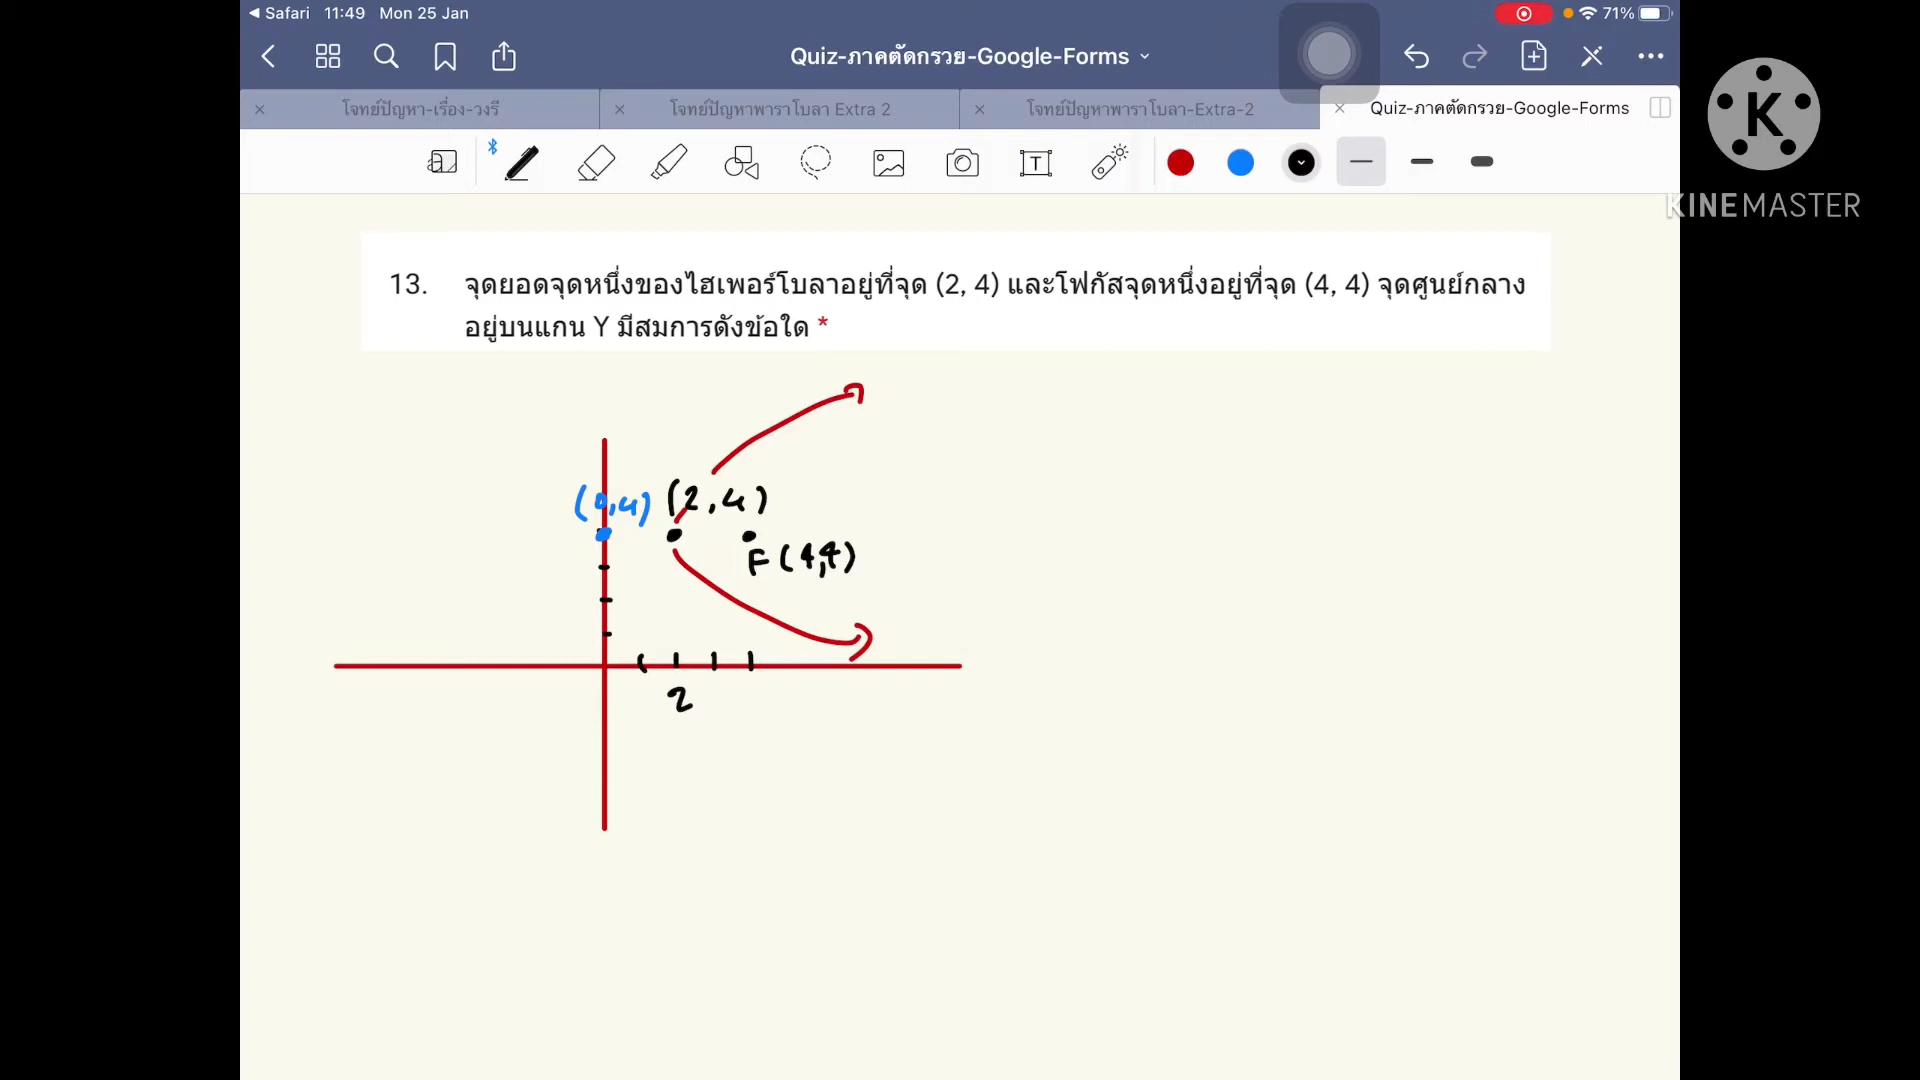 Safari 11:49 Mon 25 Jan 71%
Quiz-ภาคตัดกรวย-Google-Forms
โจทย์ปัญหา-เรื่อง-วงรี โจทย์ปัญหาพาราโบลา Extra 2 โจทย์ปัญหาพาราโบลา-Extra-2 Quiz-ภาคตัดกรวย-Google-Forms
K
KINEMASTER
13. จุดยอดจุดหนึ่งของไฮเพอร์โบลาอยู่ที่จุด (2, 4) และโฟกัสจุดหนึ่งอยู่ที่จุด (4, 4) จุดศูนย์กลาง
อยู่บนแกน Y มีสมการดังข้อใด *
(0,4) (2,4)
F (4,4)
2